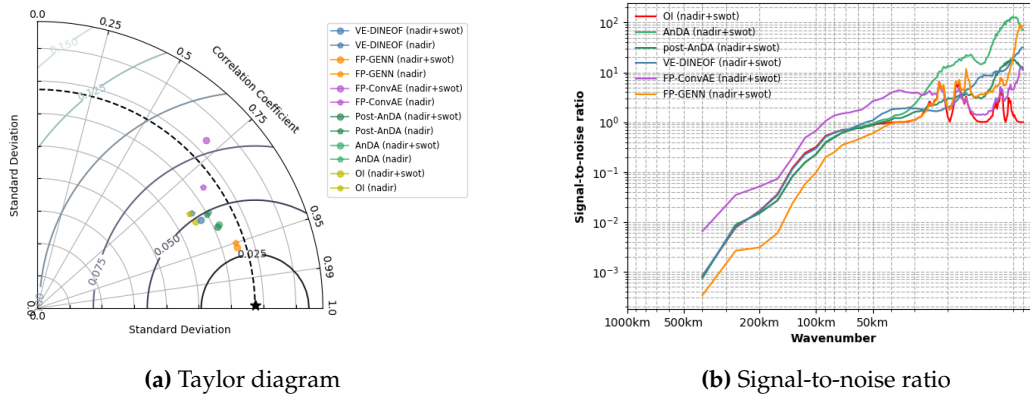 0.0
0.25
0.5
0.75
0.95
0.99
1.0
Correlation Coefficient
0.150
0.075
0.050
0.025
0.0
0.0
Standard Deviation
Standard Deviation
VE-DINEOF (nadir+swot)
VE-DINEOF (nadir)
FP-GENN (nadir+swot)
FP-GENN (nadir)
FP-ConvAE (nadir+swot)
FP-ConvAE (nadir)
Post-AnDA (nadir+swot)
Post-AnDA (nadir)
AnDA (nadir+swot)
AnDA (nadir)
OI (nadir+swot)
OI (nadir)
(a) Taylor diagram
OI (nadir+swot)
AnDA (nadir+swot)
post-AnDA (nadir+swot)
VE-DINEOF (nadir+swot)
FP-ConvAE (nadir+swot)
FP-GENN (nadir+swot)
Signal-to-noise ratio
10²
10¹
10⁰
10⁻¹
10⁻²
10⁻³
1000km 500km 200km 100km 50km
Wavenumber
(b) Signal-to-noise ratio